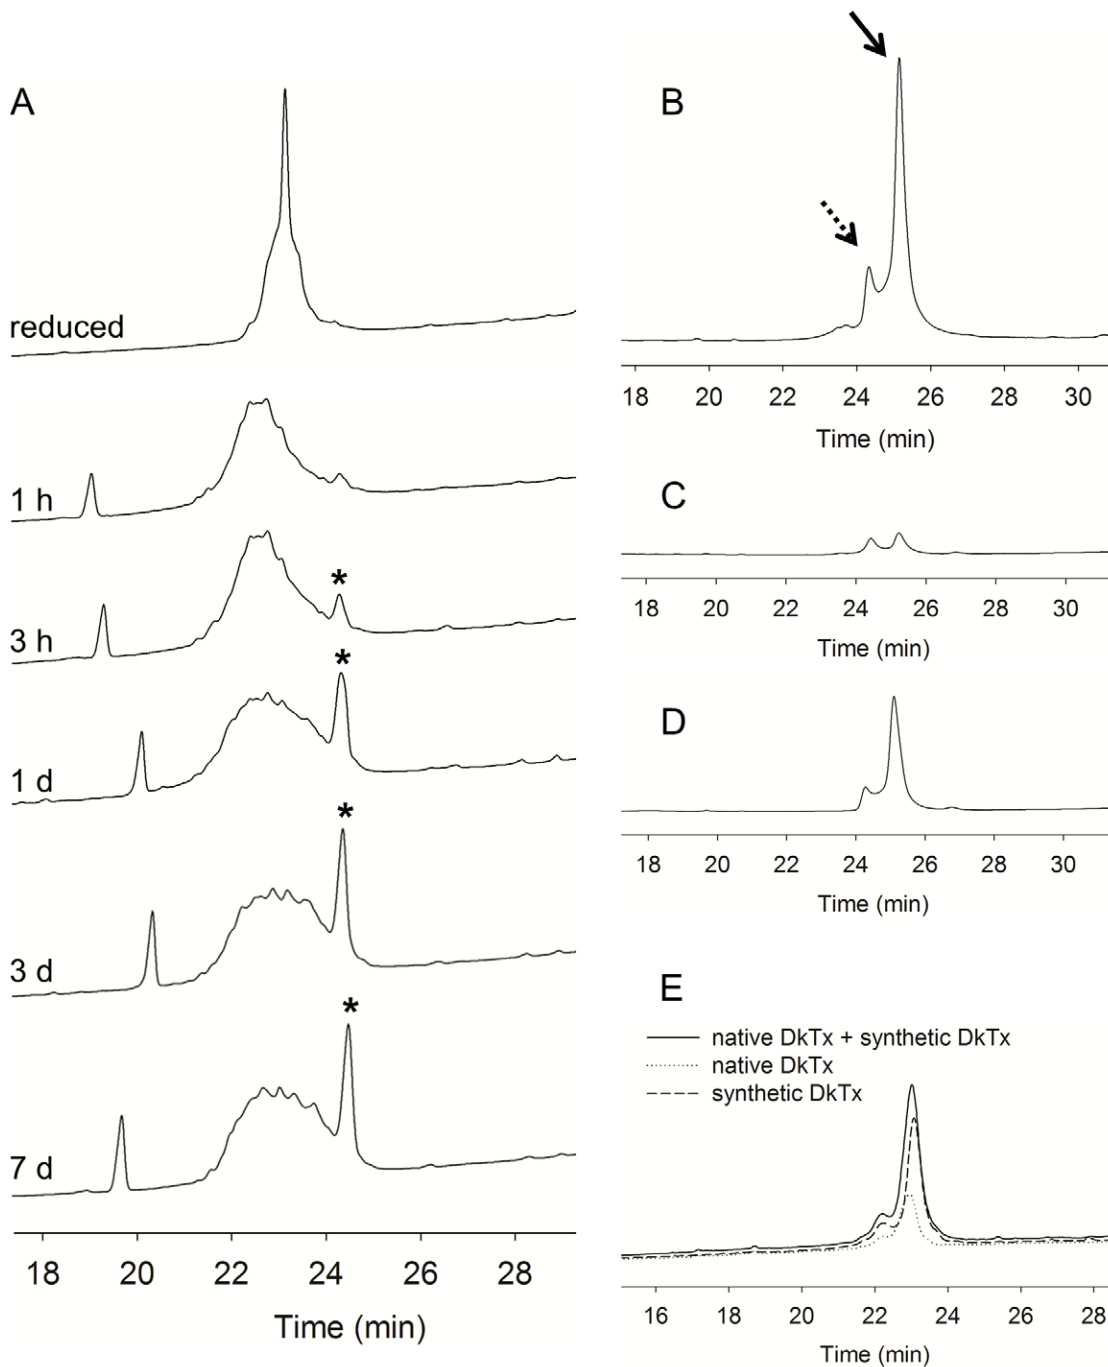 A
reduced
1 h
3 h
*
1 d
*
3 d
*
7 d
*
18 20 22 24 26 28
Time (min)
B
18 20 22 24 26 28 30
Time (min)
C
18 20 22 24 26 28 30
Time (min)
D
18 20 22 24 26 28 30
Time (min)
E
native DkTx + synthetic DkTx
native DkTx
synthetic DkTx
16 18 20 22 24 26 28
Time (min)